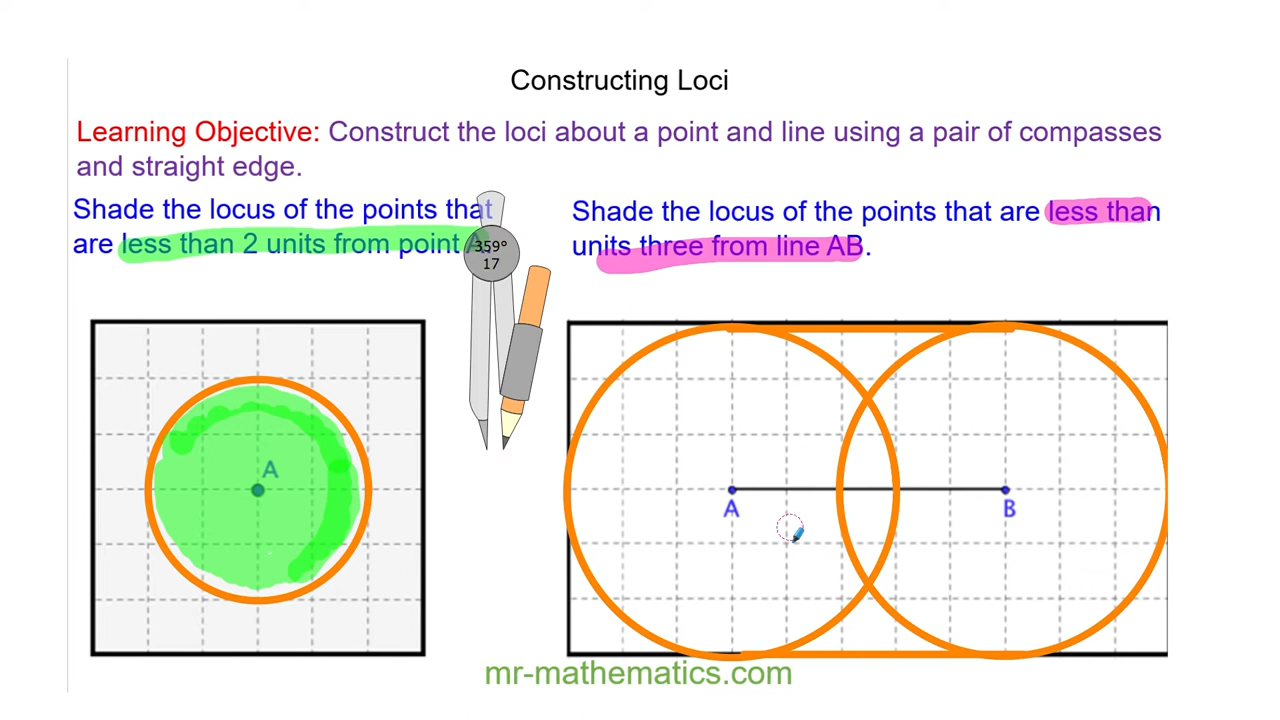 Constructing Loci
Learning Objective: Construct the loci about a point and line using a pair of compasses
and straight edge.
Shade the locus of the points that
are less than 2 units from point A.
Shade the locus of the points that are less than
units three from line AB.
359°
17
A
A
B
mr-mathematics.com